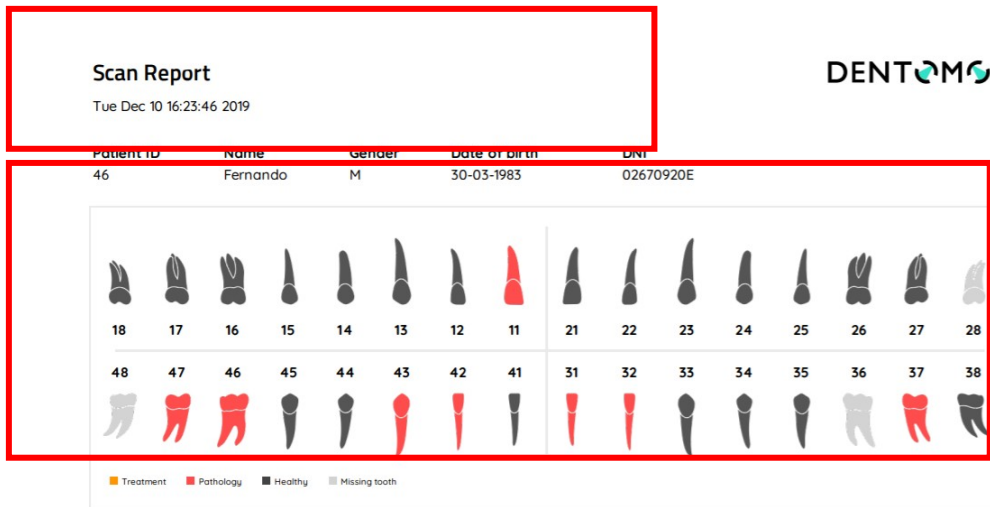 Scan Report
DENTOMO
Tue Dec 10 16:23:46 2019
Patient ID Name Gender Date of birth DNI
46 Fernando M 30-03-1983 02670920E
18 17 16 15 14 13 12 11 21 22 23 24 25 26 27 28
48 47 46 45 44 43 42 41 31 32 33 34 35 36 37 38
Treatment Pathology Healthy Missing tooth